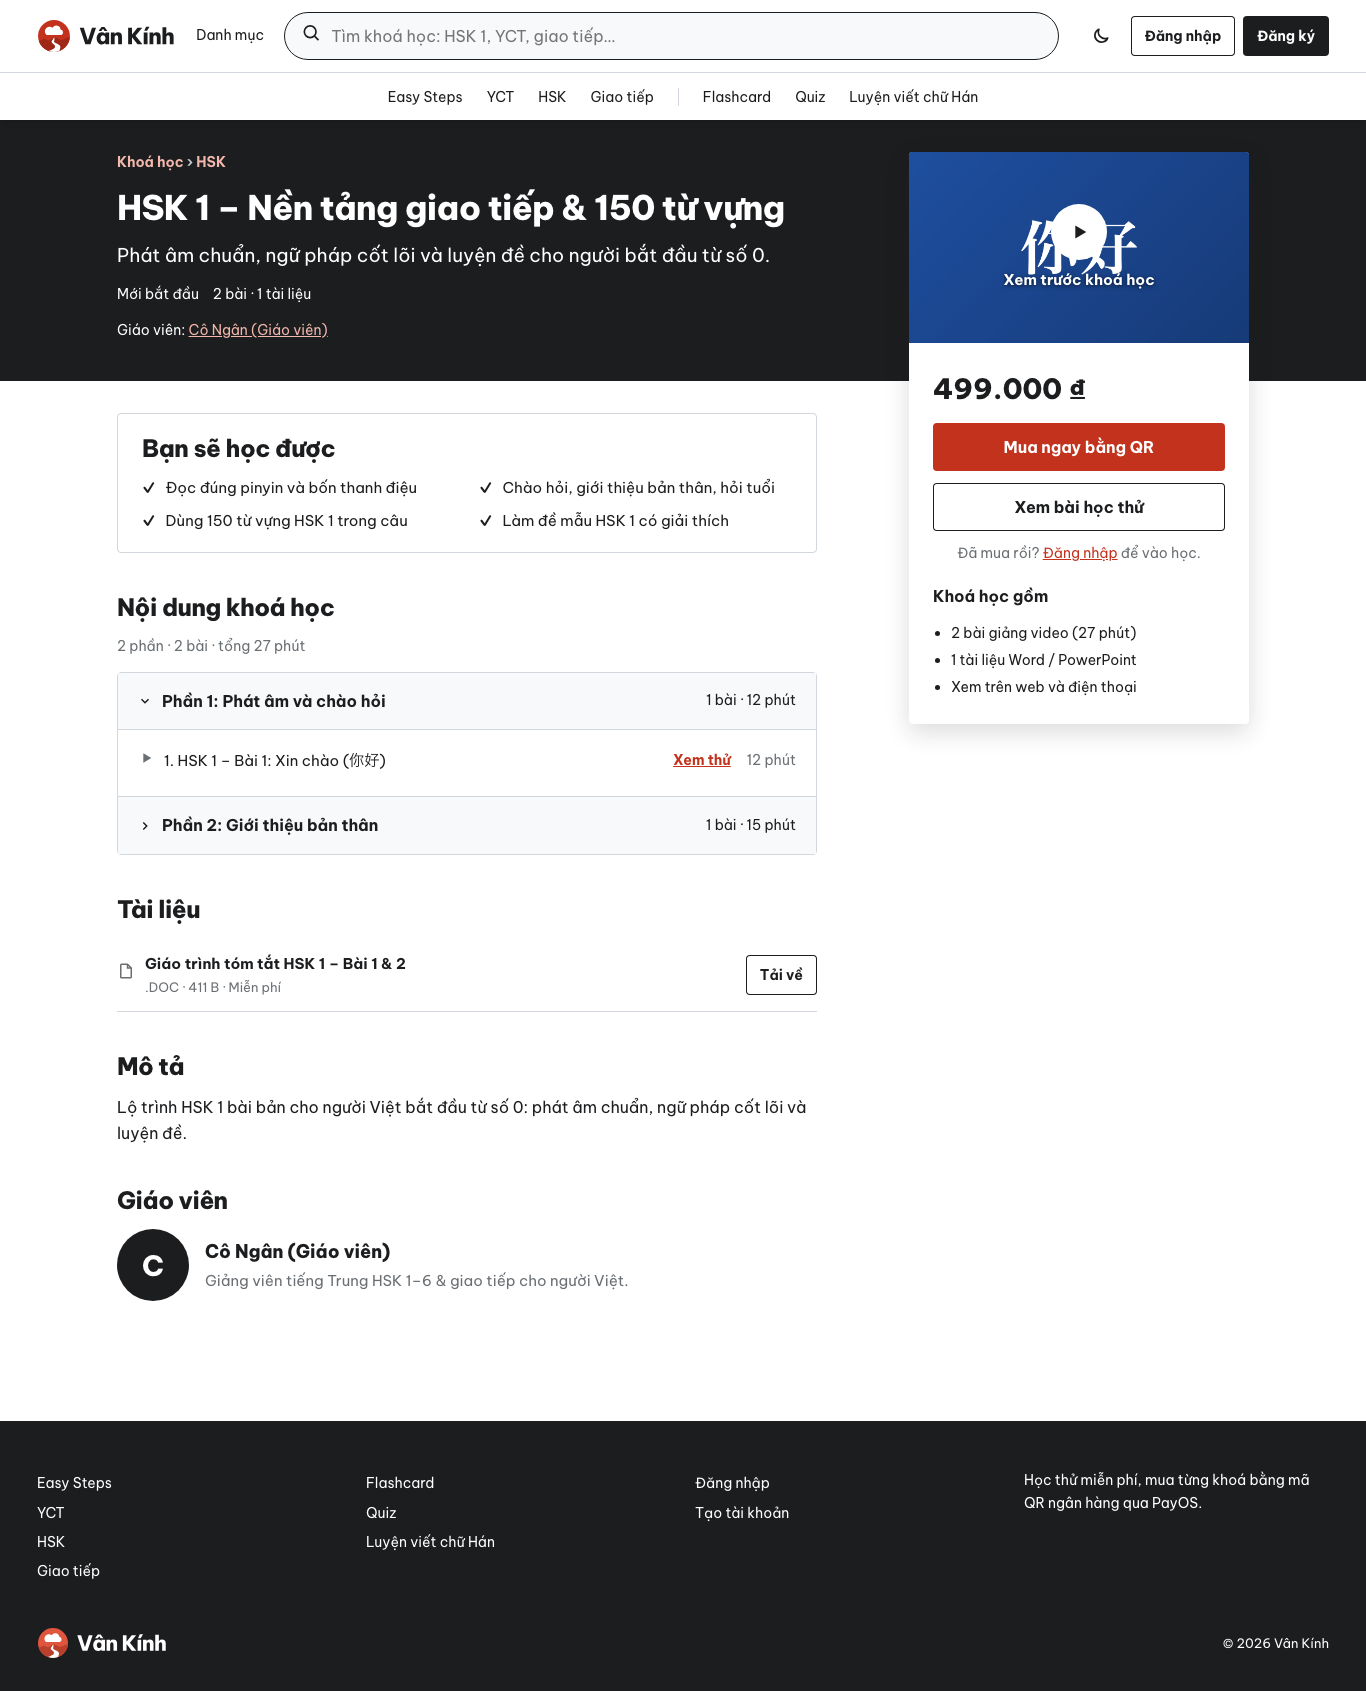 Vân Kính
Danh mục
Tìm khoá học: HSK 1, YCT, giao tiếp...
Đăng nhập
Đăng ký
Easy Steps
YCT
HSK
Giao tiếp
Flashcard
Quiz
Luyện viết chữ Hán
Khoá học › HSK
HSK 1 – Nền tảng giao tiếp & 150 từ vựng
Phát âm chuẩn, ngữ pháp cốt lõi và luyện đề cho người bắt đầu từ số 0.
Mới bắt đầu 2 bài · 1 tài liệu
Giáo viên: Cô Ngân (Giáo viên)
你好
Xem trước khoá học
499.000 ₫
Mua ngay bằng QR
Xem bài học thử
Đã mua rồi? Đăng nhập để vào học.
Khoá học gồm
2 bài giảng video (27 phút)
1 tài liệu Word / PowerPoint
Xem trên web và điện thoại
Bạn sẽ học được
Đọc đúng pinyin và bốn thanh điệu
Chào hỏi, giới thiệu bản thân, hỏi tuổi
Dùng 150 từ vựng HSK 1 trong câu
Làm đề mẫu HSK 1 có giải thích
Nội dung khoá học
2 phần · 2 bài · tổng 27 phút
Phần 1: Phát âm và chào hỏi
1 bài · 12 phút
1. HSK 1 – Bài 1: Xin chào (你好)
Xem thử
12 phút
Phần 2: Giới thiệu bản thân
1 bài · 15 phút
Tài liệu
Giáo trình tóm tắt HSK 1 – Bài 1 & 2
.DOC · 411 B · Miễn phí
Tải về
Mô tả
Lộ trình HSK 1 bài bản cho người Việt bắt đầu từ số 0: phát âm chuẩn, ngữ pháp cốt lõi và
luyện đề.
Giáo viên
C
Cô Ngân (Giáo viên)
Giảng viên tiếng Trung HSK 1–6 & giao tiếp cho người Việt.
Easy Steps
YCT
HSK
Giao tiếp
Flashcard
Quiz
Luyện viết chữ Hán
Đăng nhập
Tạo tài khoản
Học thử miễn phí, mua từng khoá bằng mã
QR ngân hàng qua PayOS.
Vân Kính
© 2026 Vân Kính